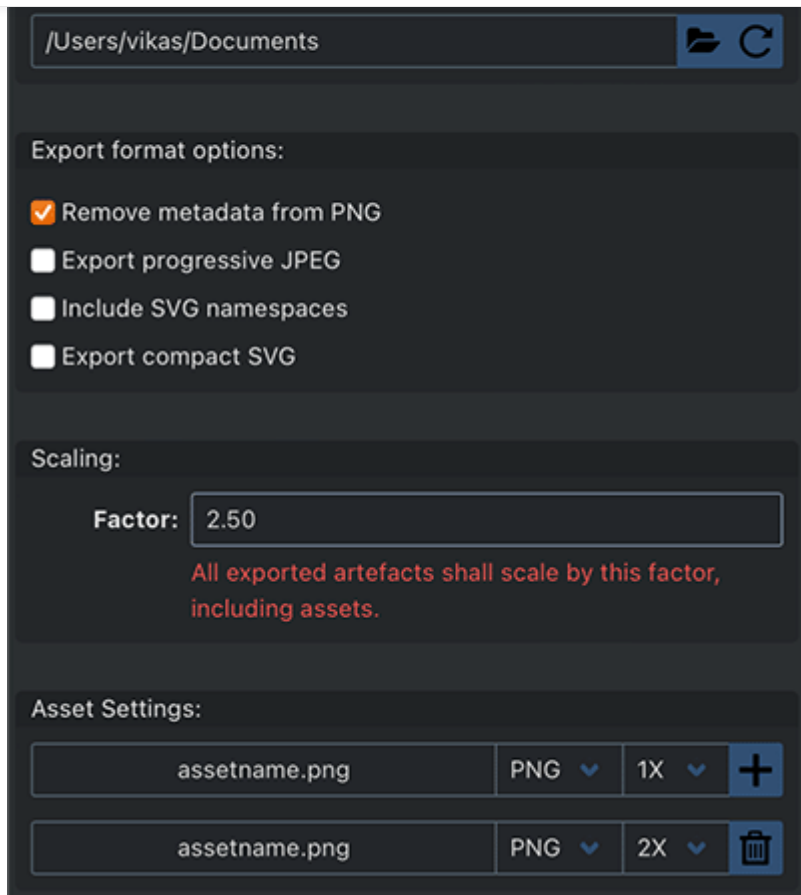 /Users/vikas/Documents
Export format options:
Remove metadata from PNG
Export progressive JPEG
Include SVG namespaces
Export compact SVG
Scaling:
Factor: 2.50
All exported artefacts shall scale by this factor,
including assets.
Asset Settings:
assetname.png PNG 1X
assetname.png PNG 2X